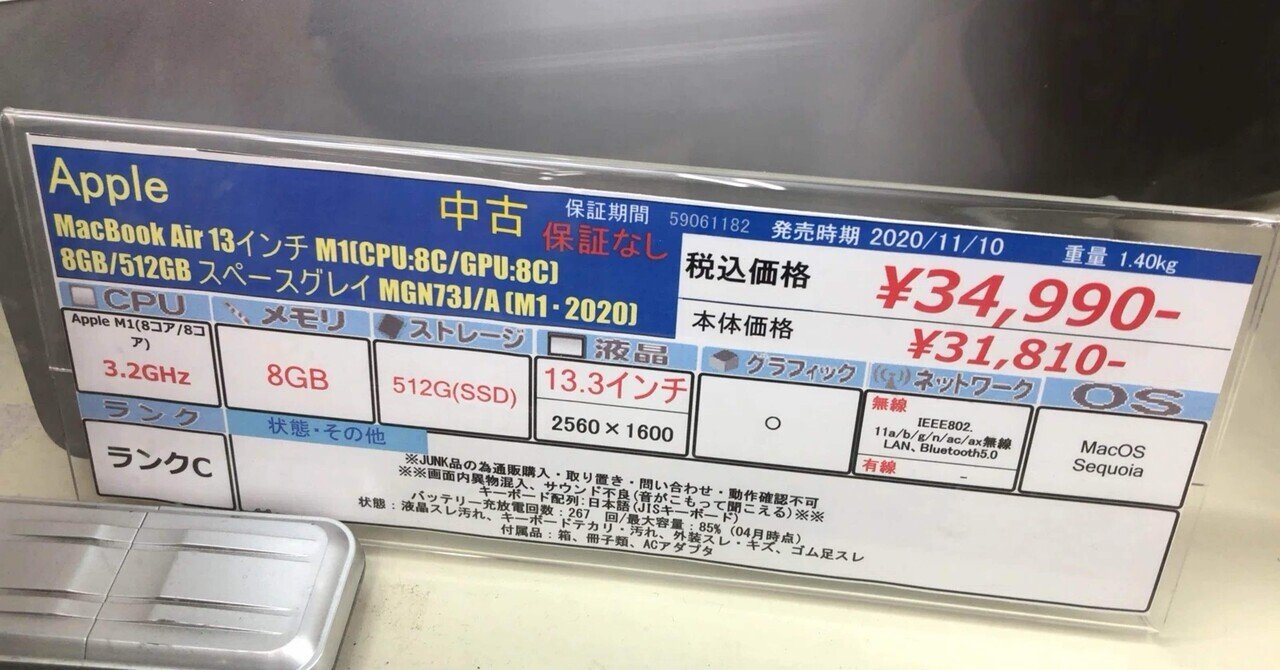 Apple
中古
保証期間 59061182 発売時期 2020/11/10 重量 1.40kg
保証なし
MacBook Air 13インチ M1(CPU:8C/GPU:8C)
8GB/512GB スペースグレイ MGN73J/A (M1・2020)
税込価格 ¥34,990-
本体価格 ¥31,810-
CPU メモリ ストレージ 液晶 グラフィック ネットワーク OS
Apple M1(8コア/8コ
ア)
3.2GHz
8GB
512G(SSD)
13.3インチ
2560×1600
○
無線
IEEE802.
11a/b/g/n/ac/ax無線
LAN、Bluetooth5.0
有線
-
MacOS
Sequoia
ランク
ランクC
状態・その他
※JUNK品の為通販購入・取り置き・問い合わせ・動作確認不可
※※画面内異物混入、サウンド不良(音がこもって聞こえる)※※
キーボード配列:日本語(JISキーボード)
バッテリー充放電回数:267 回/最大容量:85% (04月時点)
状態:液晶スレ汚れ、キーボードテカリ・汚れ、外装スレ・キズ、ゴム足スレ
付属品:箱、冊子類、ACアダプタ